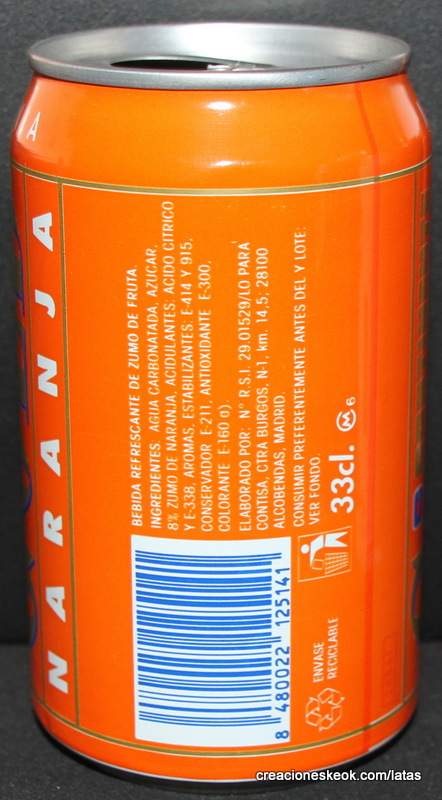 A
NARANJA
BEBIDA REFRESCANTE DE ZUMO DE FRUTA.
INGREDIENTES: AGUA CARBONATADA, AZUCAR,
8% ZUMO DE NARANJA, ACIDULANTES: ACIDO CITRICO
Y E-338, AROMAS, ESTABILIZANTES: E-414 Y 915,
CONSERVADOR E-211, ANTIOXIDANTE E-300,
COLORANTE E-160 a).
ELABORADO POR: N° R.S.I. 29.01529/LO PARA
CONTISA, CTRA BURGOS, N-1, km. 14,5; 28100
ALCOBENDAS, MADRID.
CONSUMIR PREFERENTEMENTE ANTES DEL Y LOTE:
VER FONDO.
33cl. M 6
8 480022 125141
ENVASE
RECICLABLE
creacioneskeok.com/latas